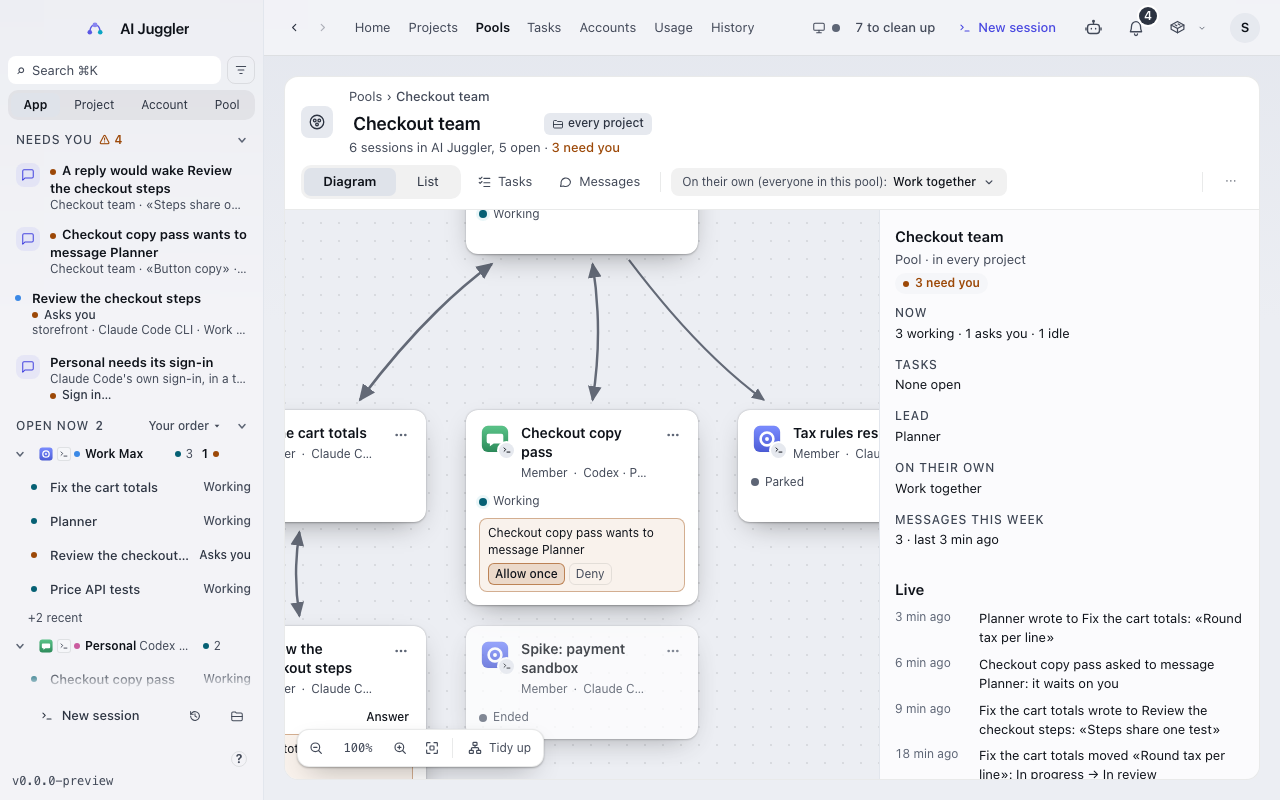 AI Juggler
Search ⌘K
App Project Account Pool
NEEDS YOU 4
A reply would wake Review
the checkout steps
Checkout team · «Steps share o...
Checkout copy pass wants to
message Planner
Checkout team · «Button copy» ·...
Review the checkout steps
Asks you
storefront · Claude Code CLI · Work ...
Personal needs its sign-in
Claude Code's own sign-in, in a t...
Sign in...
OPEN NOW 2 Your order
Work Max 3 1
Fix the cart totals Working
Planner Working
Review the checkout... Asks you
Price API tests Working
+2 recent
Personal Codex ... 2
Checkout copy pass Working
New session
?
v0.0.0-preview
Home Projects Pools Tasks Accounts Usage History
7 to clean up
New session
4
S
Pools › Checkout team
Checkout team
every project
6 sessions in AI Juggler, 5 open · 3 need you
Diagram List Tasks Messages
On their own (everyone in this pool): Work together
Working
e cart totals
er · Claude C...
Checkout copy
pass
Member · Codex · P...
Working
Checkout copy pass wants to
message Planner
Allow once Deny
Tax rules res
Member · Clau
Parked
w the
kout steps
er · Claude C...
Answer
tot
Spike: payment
sandbox
Member · Claude C...
Ended
100% Tidy up
Checkout team
Pool · in every project
3 need you
NOW
3 working · 1 asks you · 1 idle
TASKS
None open
LEAD
Planner
ON THEIR OWN
Work together
MESSAGES THIS WEEK
3 · last 3 min ago
Live
3 min ago Planner wrote to Fix the cart totals: «Round
tax per line»
6 min ago Checkout copy pass asked to message
Planner: it waits on you
9 min ago Fix the cart totals wrote to Review the
checkout steps: «Steps share one test»
18 min ago Fix the cart totals moved «Round tax per
line»: In progress → In review